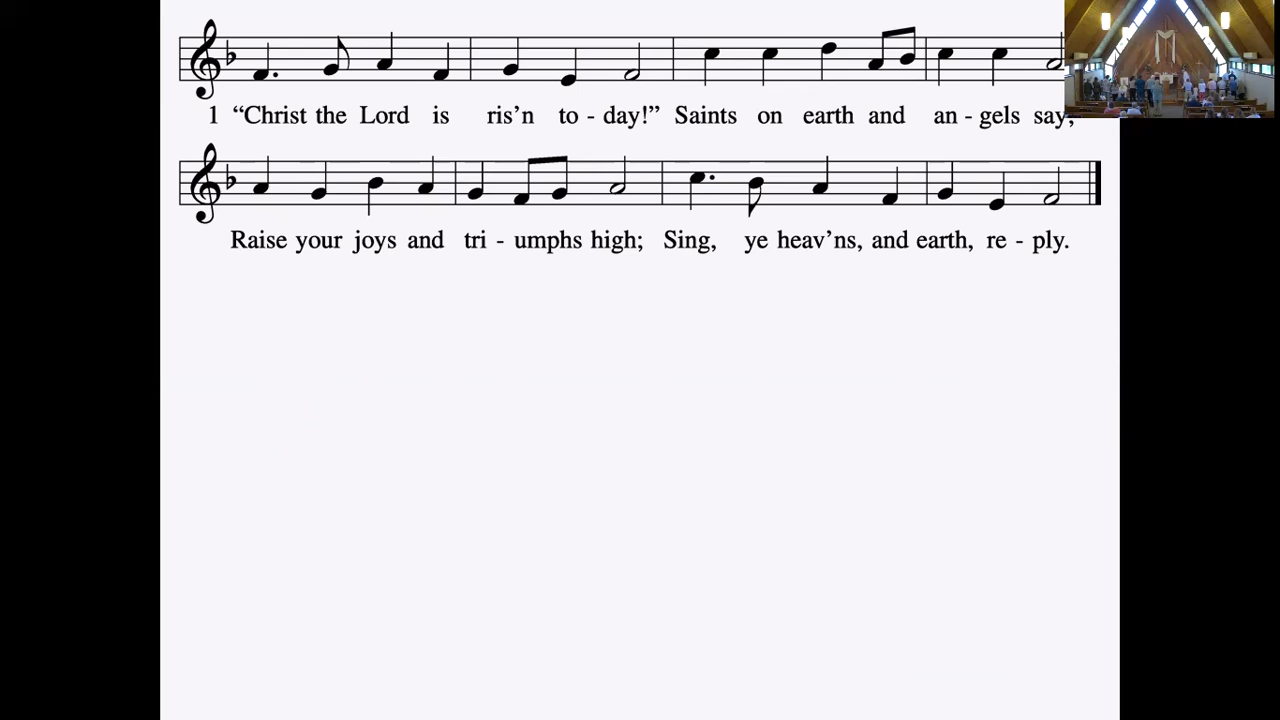 1 “Christ the Lord is ris’n to - day!” Saints on earth and an - gels say;
Raise your joys and tri - umphs high; Sing, ye heav’ns, and earth, re - ply.